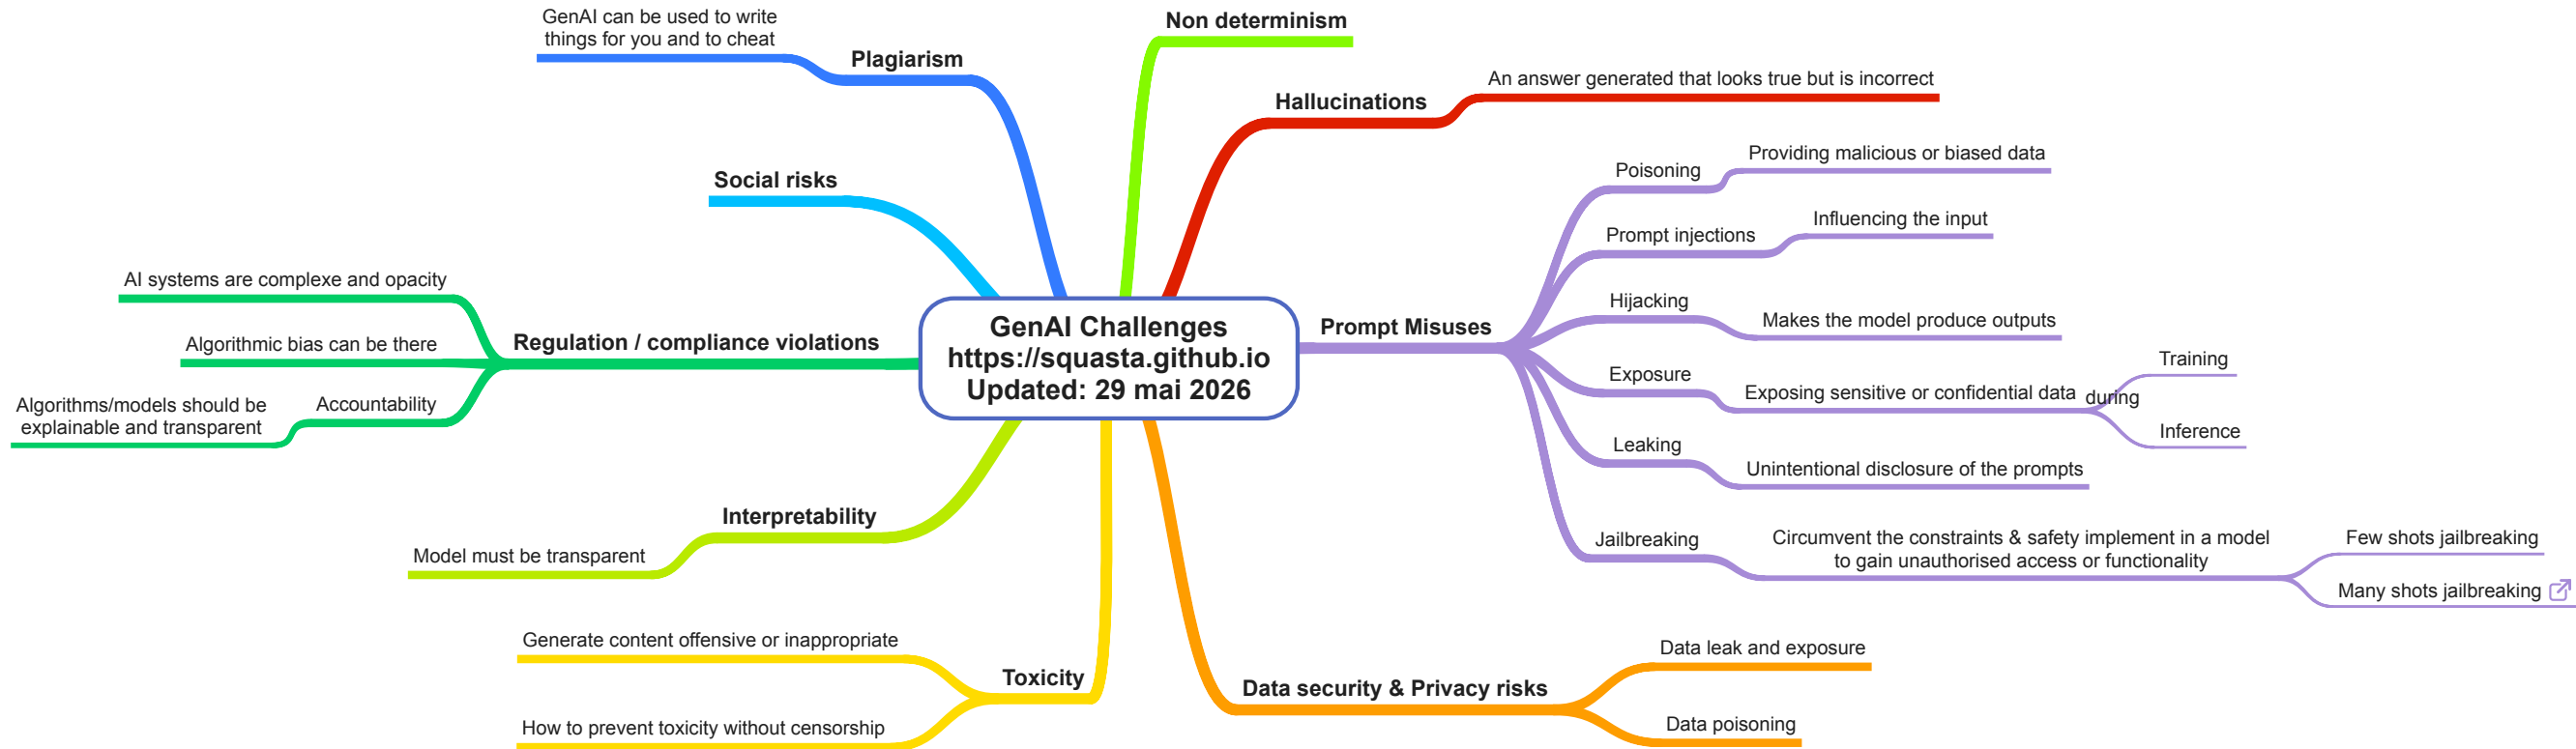 GenAI Challenges
https://squasta.github.io
Updated: 29 mai 2026
Non determinism
Hallucinations
An answer generated that looks true but is incorrect
Prompt Misuses
Poisoning
Providing malicious or biased data
Prompt injections
Influencing the input
Hijacking
Makes the model produce outputs
Exposure
Exposing sensitive or confidential data
during
Training
Inference
Leaking
Unintentional disclosure of the prompts
Jailbreaking
Circumvent the constraints & safety implement in a model
to gain unauthorised access or functionality
Few shots jailbreaking
Many shots jailbreaking
Data security & Privacy risks
Data leak and exposure
Data poisoning
Plagiarism
GenAI can be used to write
things for you and to cheat
Social risks
Regulation / compliance violations
AI systems are complexe and opacity
Algorithmic bias can be there
Accountability
Algorithms/models should be
explainable and transparent
Interpretability
Model must be transparent
Toxicity
Generate content offensive or inappropriate
How to prevent toxicity without censorship